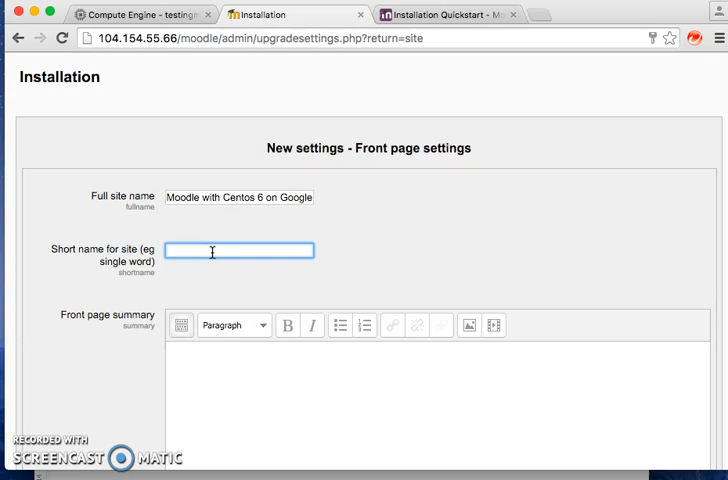 Compute Engine - testingm
Installation
Installation Quickstart - Mo
104.154.55.66/moodle/admin/upgradesettings.php?return=site
Installation
New settings - Front page settings
Full site name
fullname
Moodle with Centos 6 on Google
Short name for site (eg
single word)
shortname
Front page summary
summary
Paragraph
B I
RECORDED WITH
SCREENCAST MATIC